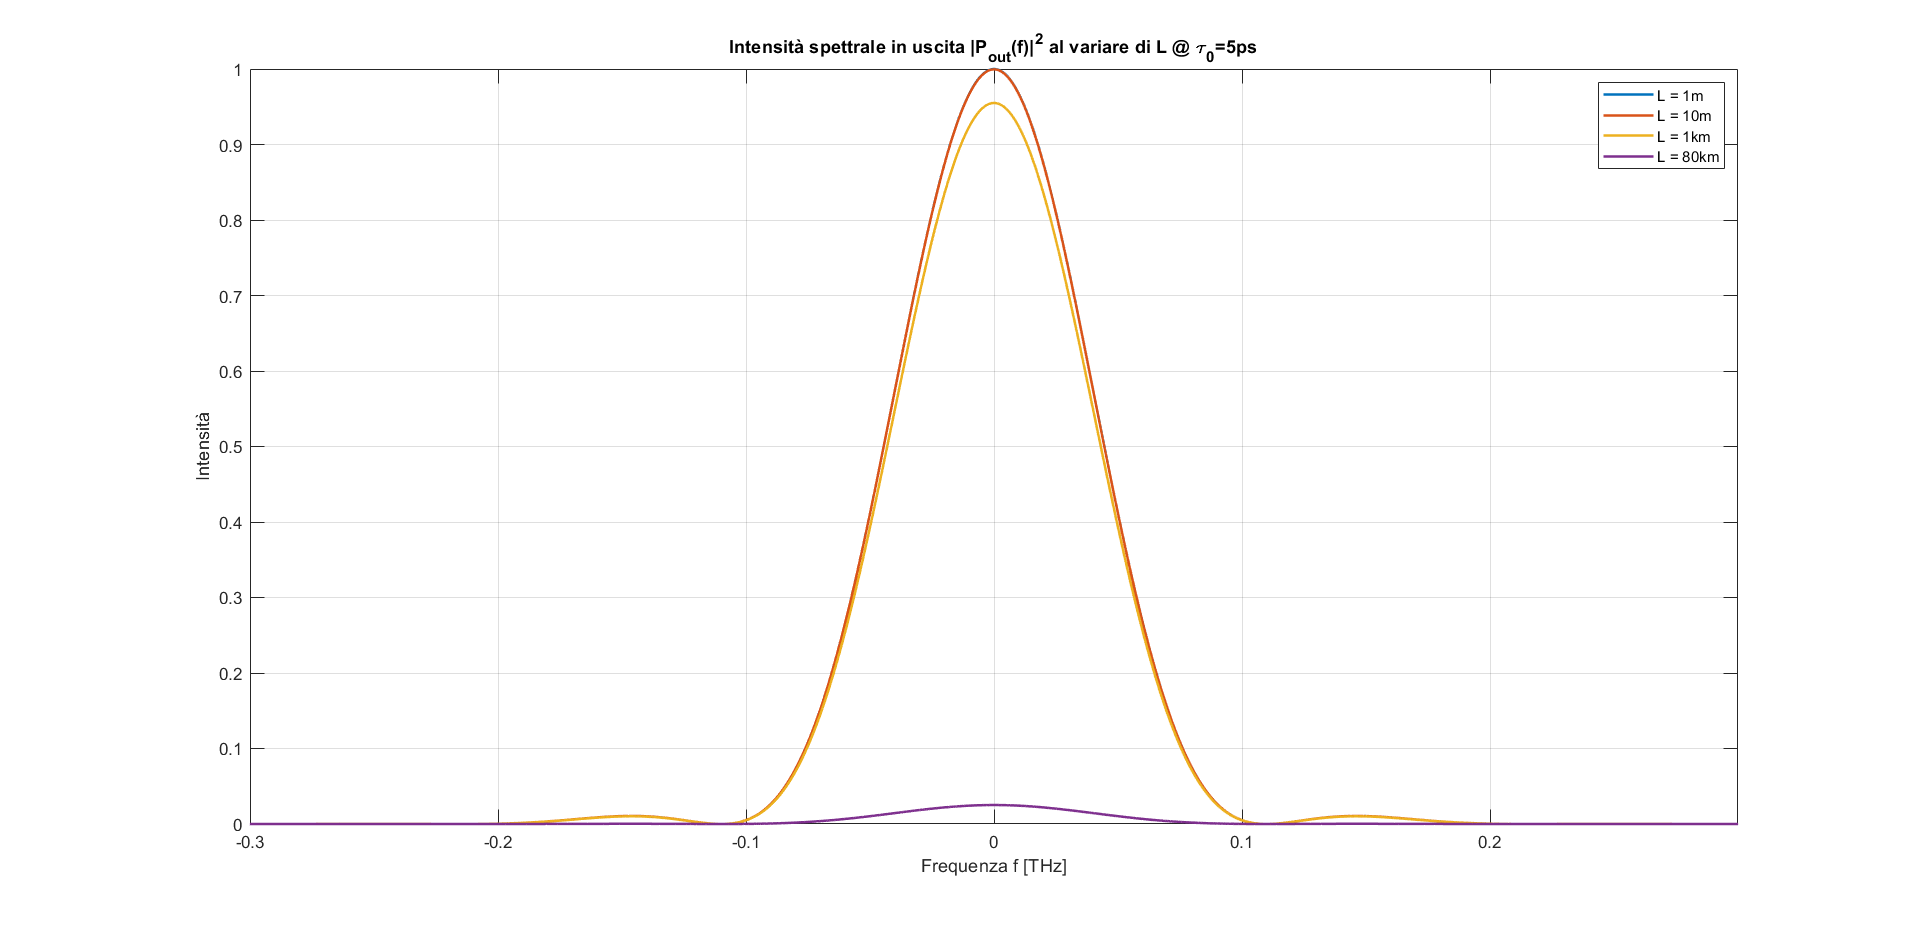 Intensità spettrale in uscita |P_out(f)|^2 al variare di L @ τ_0=5ps
1
0.9
0.8
0.7
0.6
0.5
0.4
0.3
0.2
0.1
0
Intensità
-0.3
-0.2
-0.1
0
0.1
0.2
Frequenza f [THz]
L = 1m
L = 10m
L = 1km
L = 80km